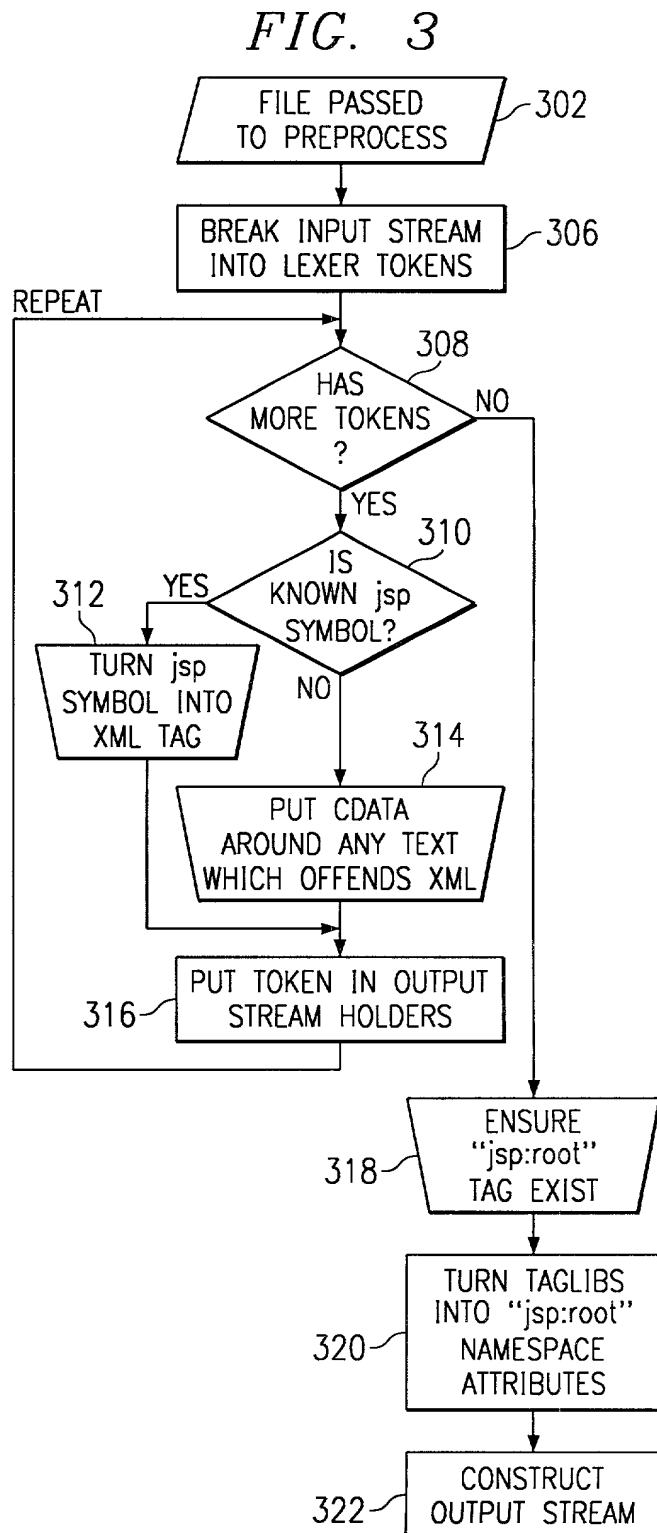 FIG. 3
FILE PASSED
TO PREPROCESS
302
BREAK INPUT STREAM
INTO LEXER TOKENS
306
REPEAT
308
HAS
MORE TOKENS
?
NO
YES
310
IS
KNOWN jsp
SYMBOL?
YES
312
TURN jsp
SYMBOL INTO
XML TAG
NO
314
PUT CDATA
AROUND ANY TEXT
WHICH OFFENDS XML
PUT TOKEN IN OUTPUT
STREAM HOLDERS
316
ENSURE
“jsp:root”
TAG EXIST
318
TURN TAGLIBS
INTO “jsp:root”
NAMESPACE
ATTRIBUTES
320
CONSTRUCT
OUTPUT STREAM
322